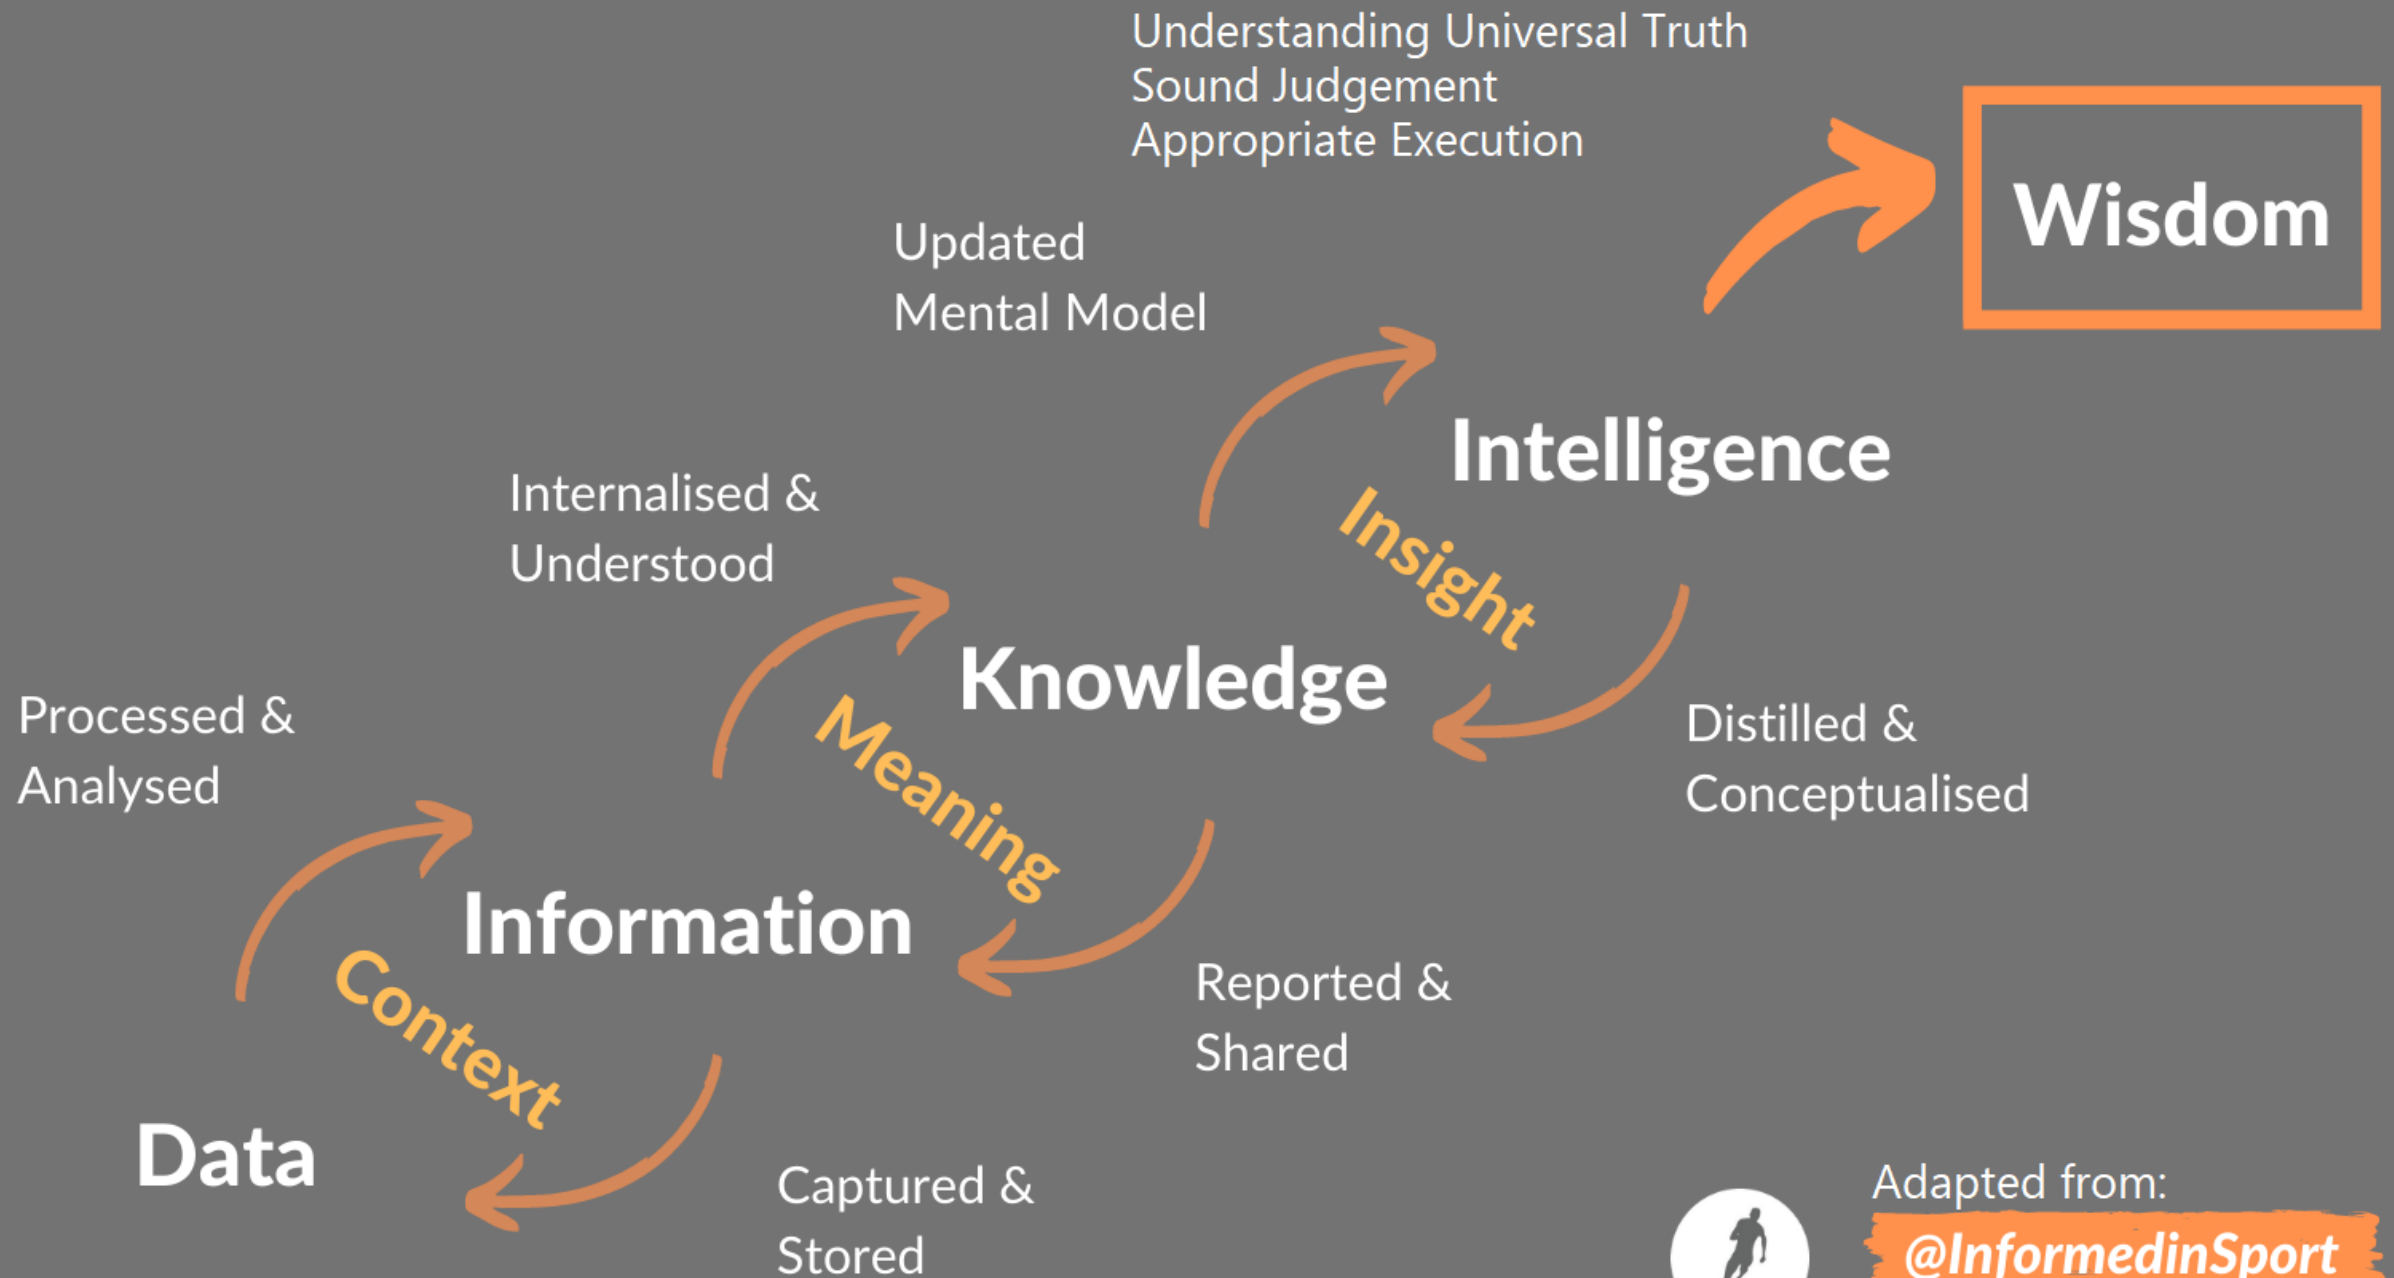 Understanding Universal Truth
Sound Judgement
Appropriate Execution
Wisdom
Updated
Mental Model
Intelligence
Insight
Internalised &
Understood
Knowledge
Meaning
Distilled &
Conceptualised
Processed &
Analysed
Information
Context
Reported &
Shared
Data
Captured &
Stored
Adapted from:
@InformedinSport